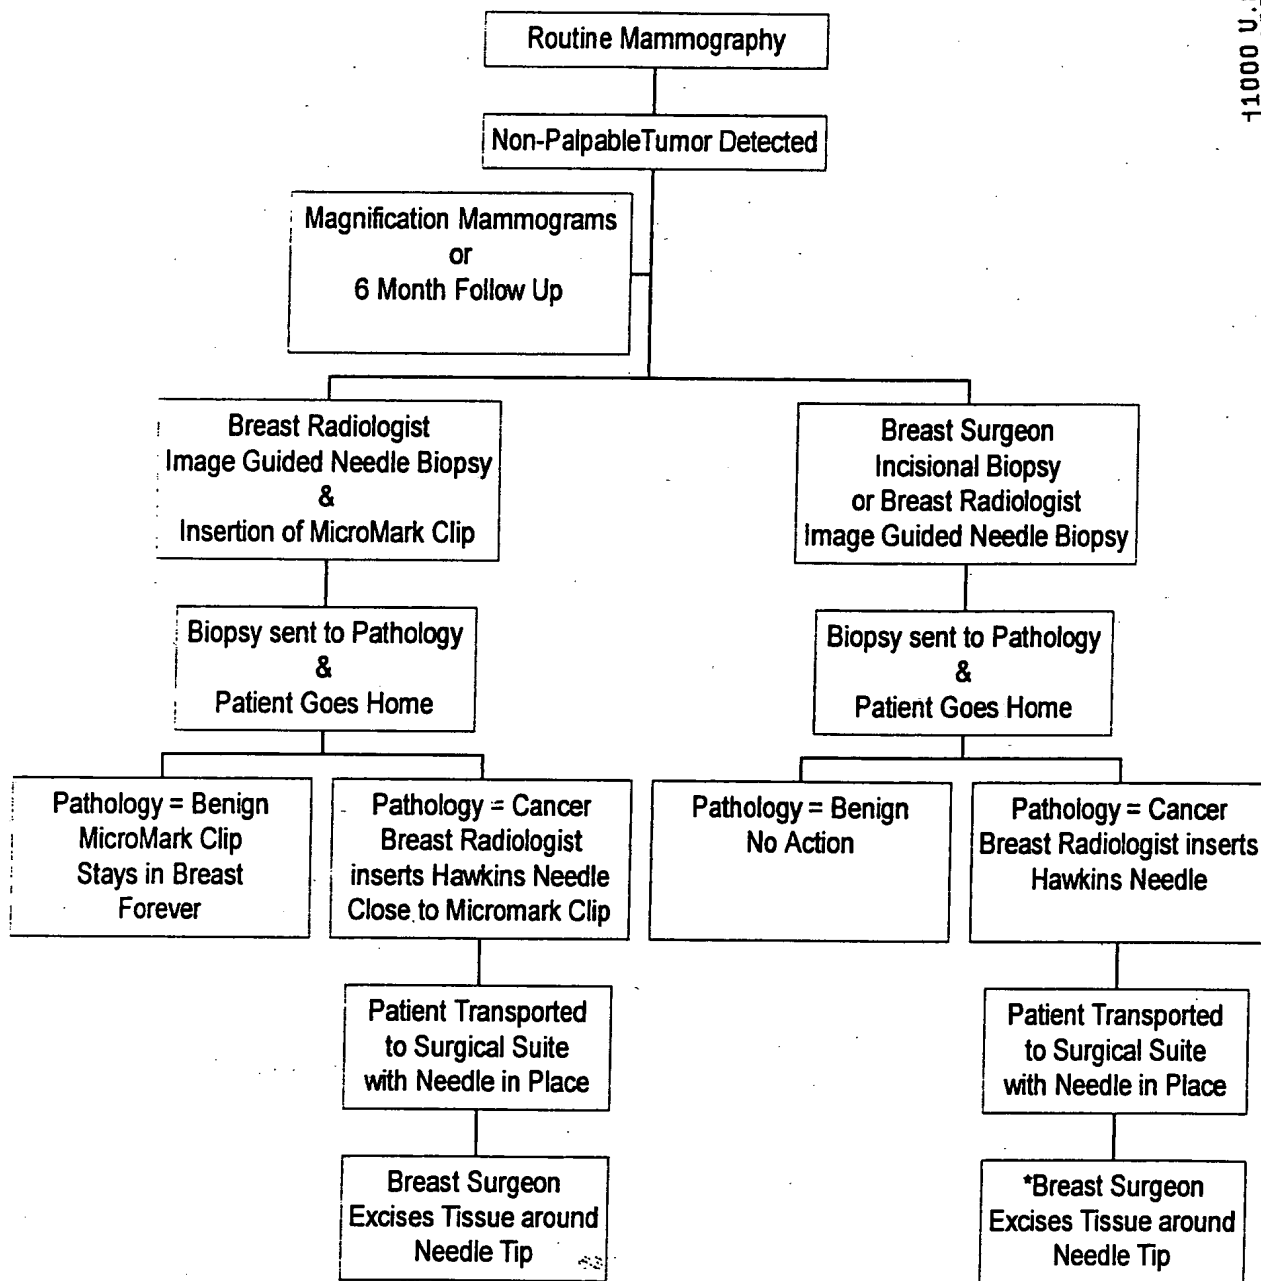 Routine Mammography
Non-PalpableTumor Detected
Magnification Mammograms
or
6 Month Follow Up
Breast Radiologist
Image Guided Needle Biopsy
&
Insertion of MicroMark Clip
Breast Surgeon
Incisional Biopsy
or Breast Radiologist
Image Guided Needle Biopsy
Biopsy sent to Pathology
&
Patient Goes Home
Biopsy sent to Pathology
&
Patient Goes Home
Pathology = Benign
MicroMark Clip
Stays in Breast
Forever
Pathology = Cancer
Breast Radiologist
inserts Hawkins Needle
Close to Micromark Clip
Pathology = Benign
No Action
Pathology = Cancer
Breast Radiologist inserts
Hawkins Needle
Patient Transported
to Surgical Suite
with Needle in Place
Patient Transported
to Surgical Suite
with Needle in Place
Breast Surgeon
Excises Tissue around
Needle Tip
*Breast Surgeon
Excises Tissue around
Needle Tip